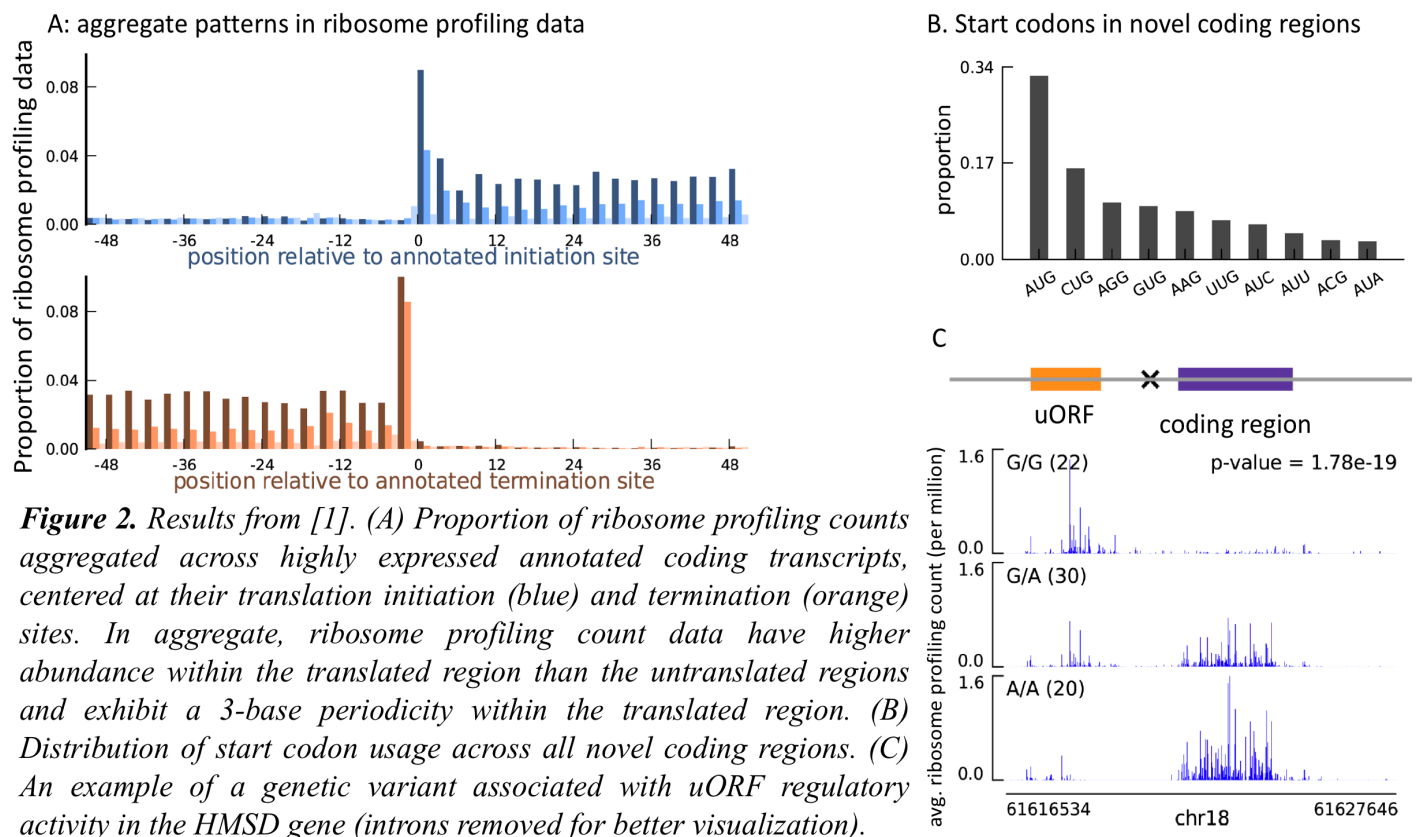 A: aggregate patterns in ribosome profiling data
Proportion of ribosome profiling data
0.08
0.04
0.00
-48 -36 -24 -12 0 12 24 36 48
position relative to annotated initiation site
0.08
0.04
0.00
-48 -36 -24 -12 0 12 24 36 48
position relative to annotated termination site
Figure 2. Results from [1]. (A) Proportion of ribosome profiling counts
aggregated across highly expressed annotated coding transcripts,
centered at their translation initiation (blue) and termination (orange)
sites. In aggregate, ribosome profiling count data have higher
abundance within the translated region than the untranslated regions
and exhibit a 3-base periodicity within the translated region. (B)
Distribution of start codon usage across all novel coding regions. (C)
An example of a genetic variant associated with uORF regulatory
activity in the HMSD gene (introns removed for better visualization).
B. Start codons in novel coding regions
proportion
0.34
0.17
0.00
AUG CUG AGG GUG AAG UUG AUC AUU ACG AUA
C
uORF
coding region
avg. ribosome profiling count (per million)
1.6
G/G (22)
p-value = 1.78e-19
0.0
1.6
G/A (30)
0.0
1.6
A/A (20)
0.0
61616534 chr18 61627646